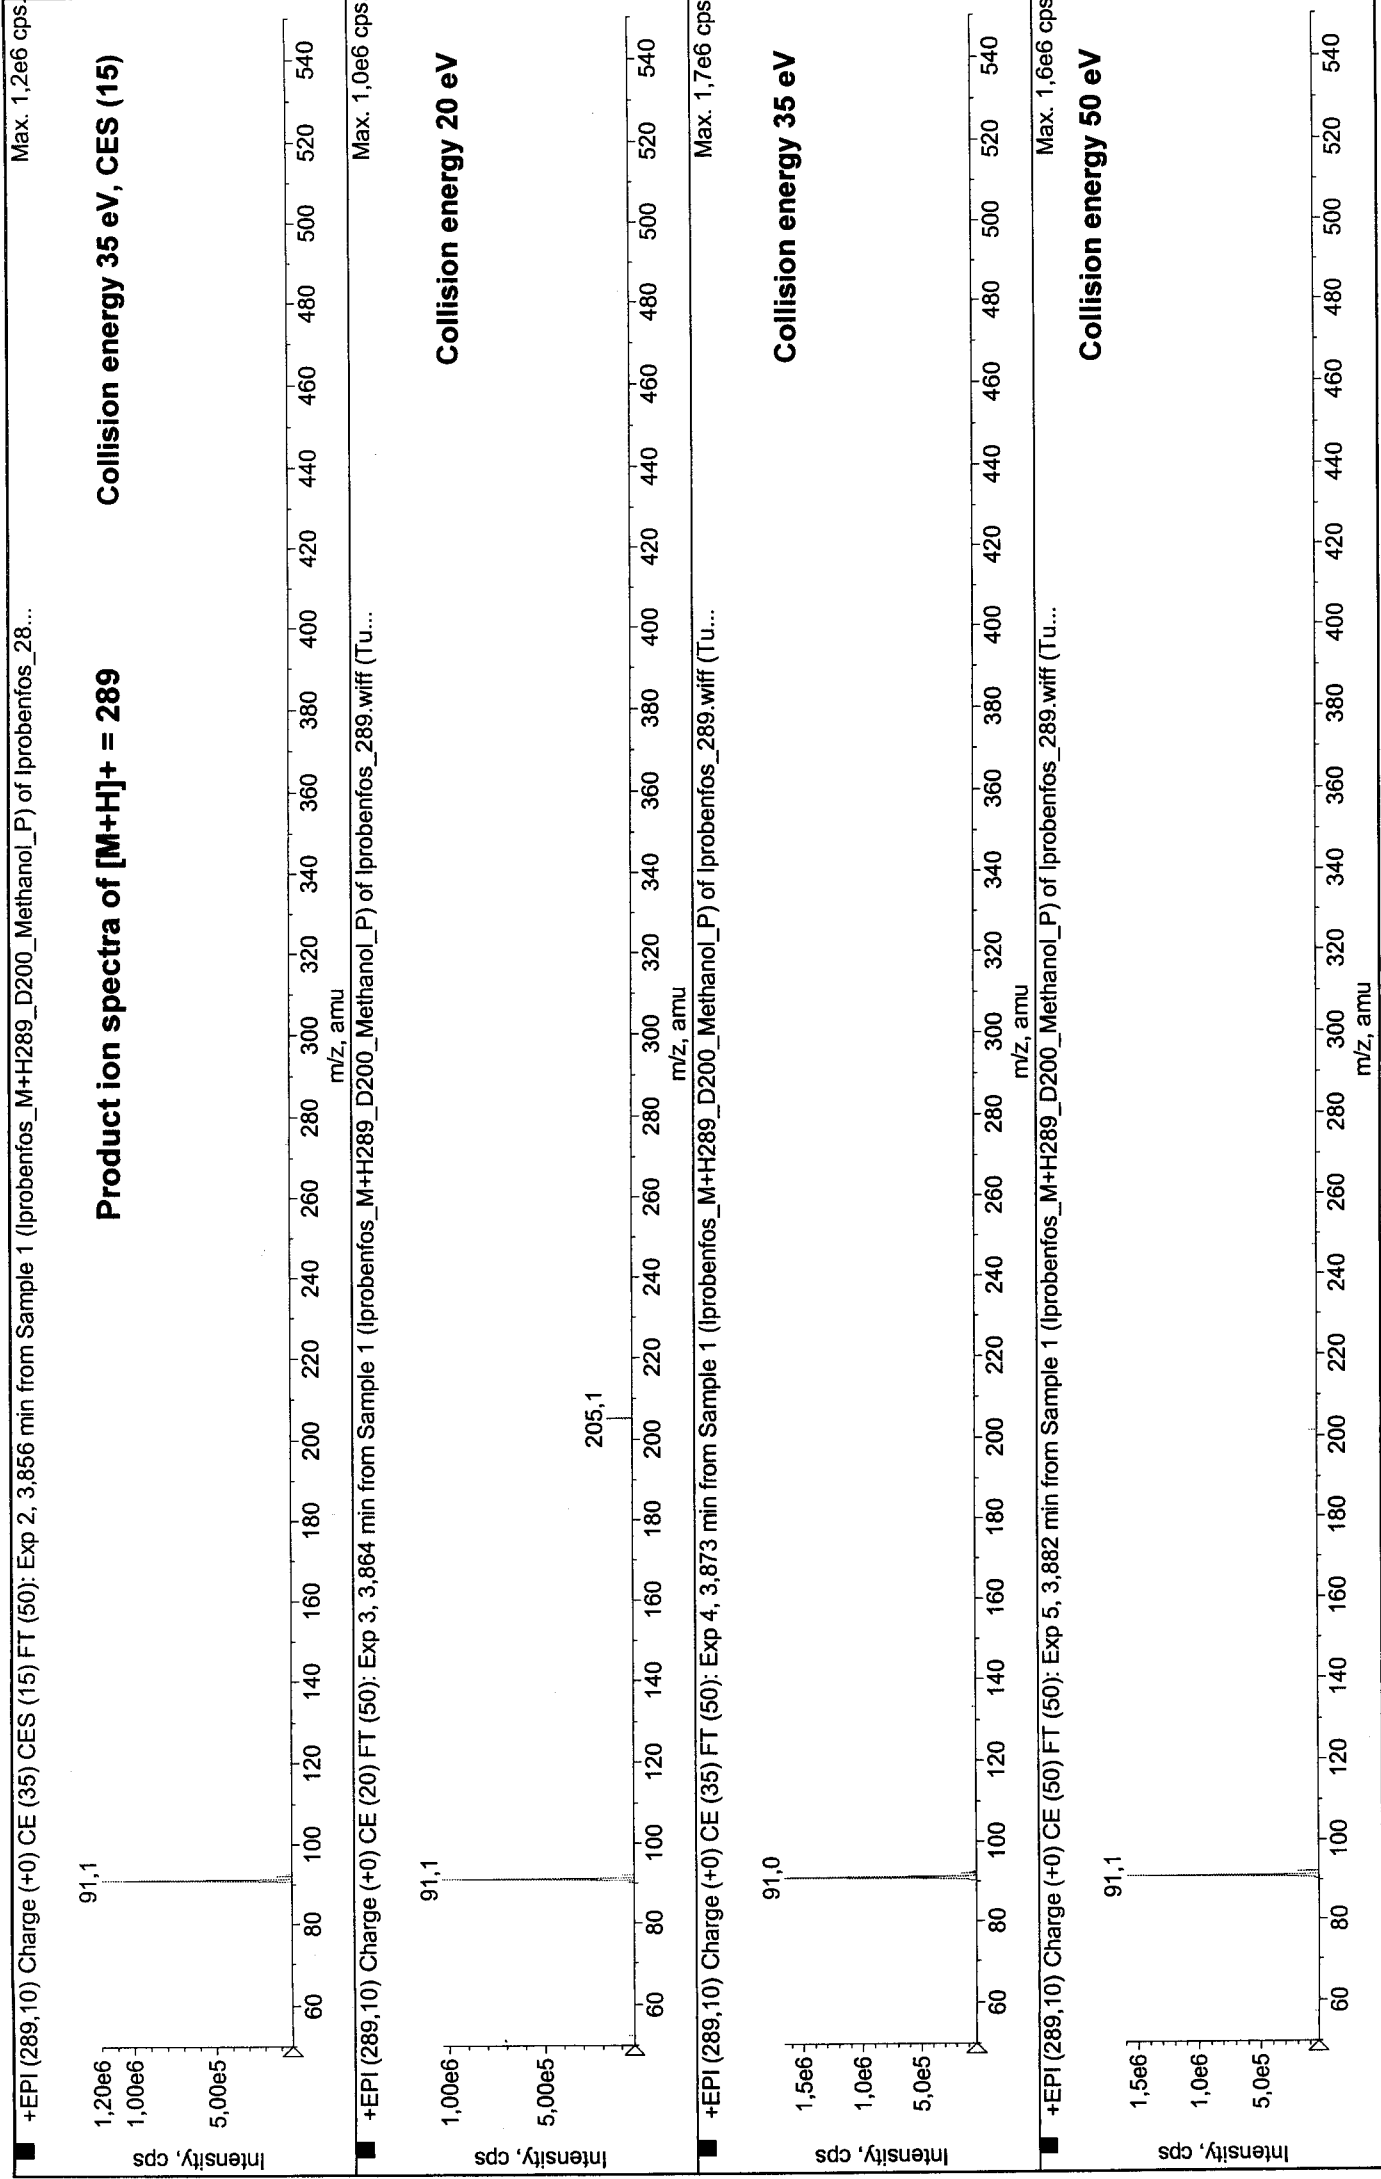 +EPI (289,10) Charge (+0) CE (35) CES (15) FT (50): Exp 2, 3,856 min from Sample 1 (Iprobenfos_M+H289_D200_Methanol_P) of Iprobenfos_28...
Max. 1,2e6 cps.
Product ion spectra of [M+H]+ = 289
Collision energy 35 eV, CES (15)
1,20e6
1,00e6
5,00e5
Intensity, cps
91,1
60 80 100 120 140 160 180 200 220 240 260 280 300 320 340 360 380 400 420 440 460 480 500 520 540
m/z, amu
+EPI (289,10) Charge (+0) CE (20) FT (50): Exp 3, 3,864 min from Sample 1 (Iprobenfos_M+H289_D200_Methanol_P) of Iprobenfos_289.wiff (Tu...
Max. 1,0e6 cps
Collision energy 20 eV
1,00e6
5,00e5
Intensity, cps
91,1
205,1
60 80 100 120 140 160 180 200 220 240 260 280 300 320 340 360 380 400 420 440 460 480 500 520 540
m/z, amu
+EPI (289,10) Charge (+0) CE (35) FT (50): Exp 4, 3,873 min from Sample 1 (Iprobenfos_M+H289_D200_Methanol_P) of Iprobenfos_289.wiff (Tu...
Max. 1,7e6 cps
Collision energy 35 eV
1,5e6
1,0e6
5,0e5
Intensity, cps
91,0
60 80 100 120 140 160 180 200 220 240 260 280 300 320 340 360 380 400 420 440 460 480 500 520 540
m/z, amu
+EPI (289,10) Charge (+0) CE (50) FT (50): Exp 5, 3,882 min from Sample 1 (Iprobenfos_M+H289_D200_Methanol_P) of Iprobenfos_289.wiff (Tu...
Max. 1,6e6 cps
Collision energy 50 eV
1,5e6
1,0e6
5,0e5
Intensity, cps
91,1
60 80 100 120 140 160 180 200 220 240 260 280 300 320 340 360 380 400 420 440 460 480 500 520 540
m/z, amu